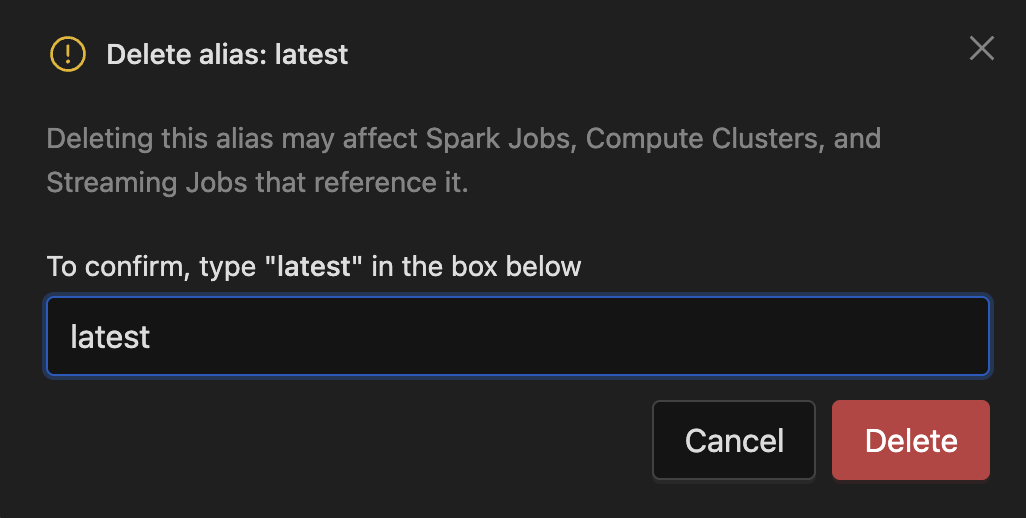 Delete alias: latest
Deleting this alias may affect Spark Jobs, Compute Clusters, and
Streaming Jobs that reference it.
To confirm, type "latest" in the box below
latest
Cancel Delete